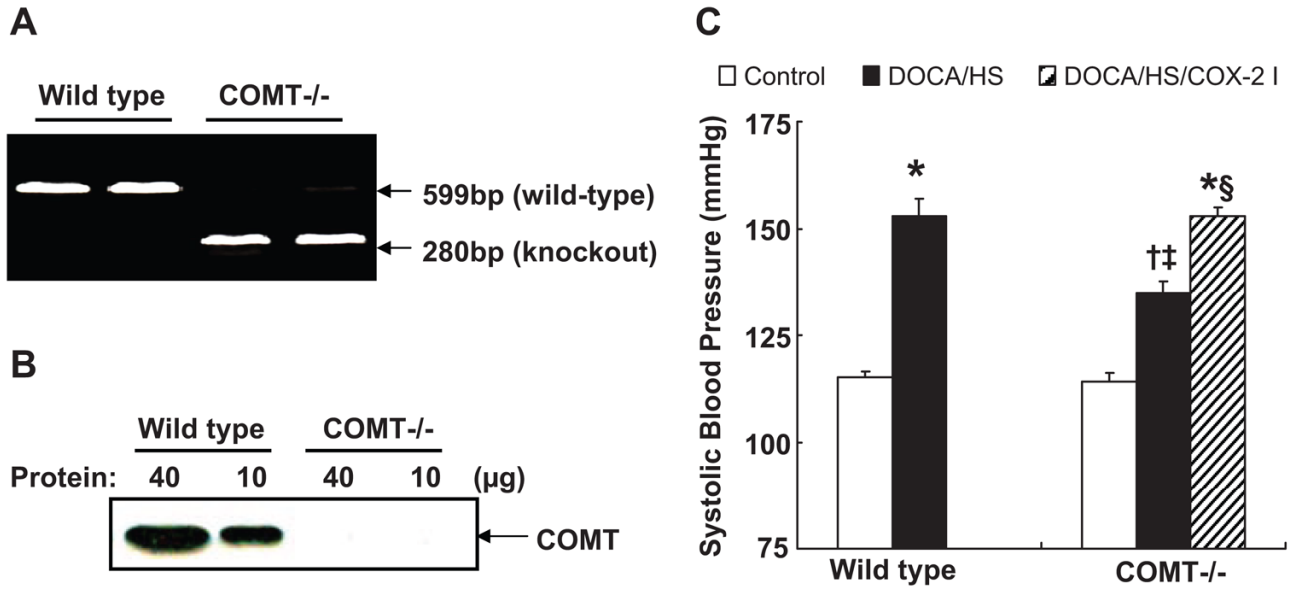 A
Wild type COMT-/-
599bp (wild-type)
280bp (knockout)
B
Wild type COMT-/-
Protein: 40 10 40 10 (µg)
COMT
C
Control DOCA/HS DOCA/HS/COX-2 I
Systolic Blood Pressure (mmHg)
175
150
125
100
75
*
†‡
*§
Wild type COMT-/-